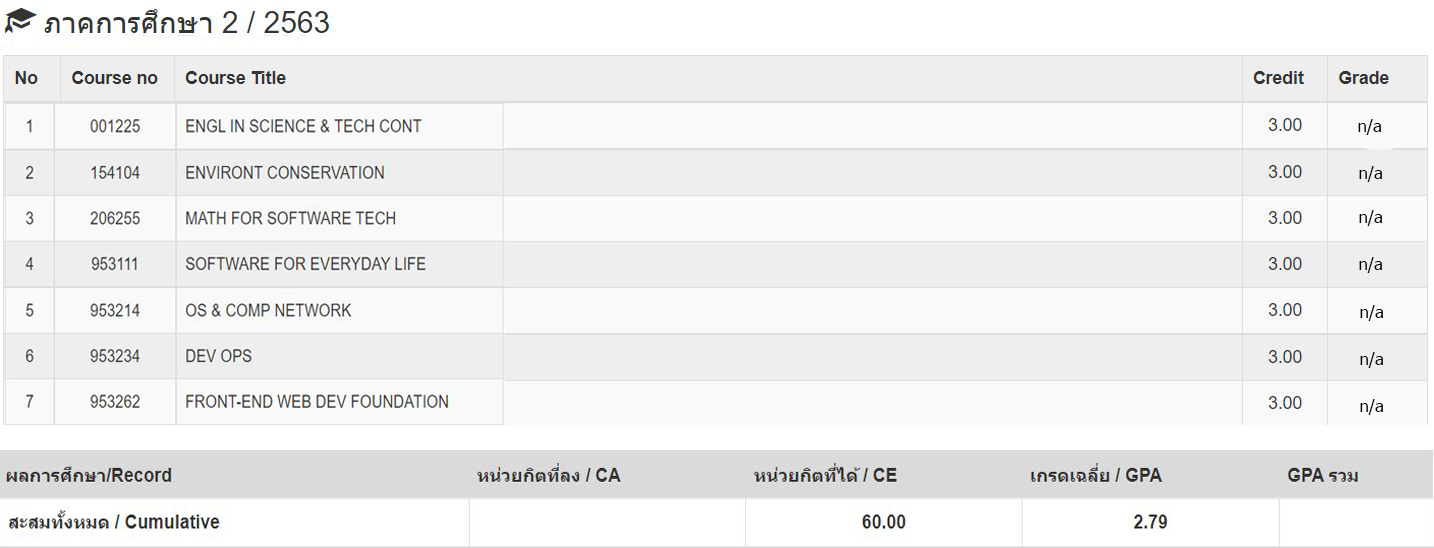 ภาคการศึกษา 2 / 2563
No Course no Course Title Credit Grade
1 001225 ENGL IN SCIENCE & TECH CONT 3.00 n/a
2 154104 ENVIRONT CONSERVATION 3.00 n/a
3 206255 MATH FOR SOFTWARE TECH 3.00 n/a
4 953111 SOFTWARE FOR EVERYDAY LIFE 3.00 n/a
5 953214 OS & COMP NETWORK 3.00 n/a
6 953234 DEV OPS 3.00 n/a
7 953262 FRONT-END WEB DEV FOUNDATION 3.00 n/a
ผลการศึกษา/Record หน่วยกิตที่ลง / CA หน่วยกิตที่ได้ / CE เกรดเฉลี่ย / GPA GPA รวม
สะสมทั้งหมด / Cumulative 60.00 2.79